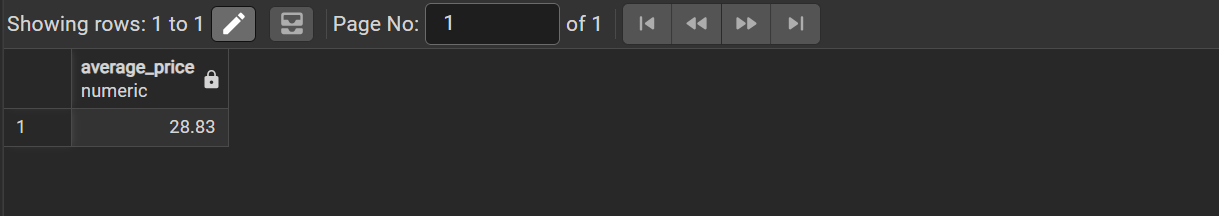 Showing rows: 1 to 1 Page No: 1 of 1
average_price
numeric
1 28.83